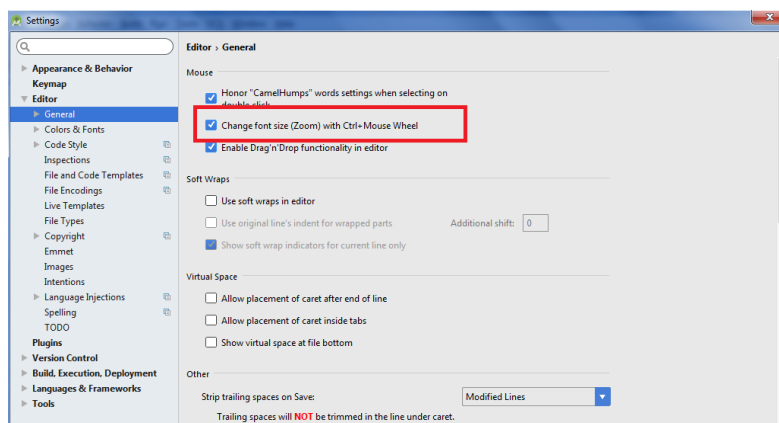 Settings
Editor › General
Appearance & Behavior
Keymap
Editor
General
Colors & Fonts
Code Style
Inspections
File and Code Templates
File Encodings
Live Templates
File Types
Copyright
Emmet
Images
Intentions
Language Injections
Spelling
TODO
Plugins
Version Control
Build, Execution, Deployment
Languages & Frameworks
Tools
Mouse
Honor "CamelHumps" words settings when selecting on
double click
Change font size (Zoom) with Ctrl+Mouse Wheel
Enable Drag'n'Drop functionality in editor
Soft Wraps
Use soft wraps in editor
Use original line's indent for wrapped parts Additional shift: 0
Show soft wrap indicators for current line only
Virtual Space
Allow placement of caret after end of line
Allow placement of caret inside tabs
Show virtual space at file bottom
Other
Strip trailing spaces on Save: Modified Lines
Trailing spaces will NOT be trimmed in the line under caret.